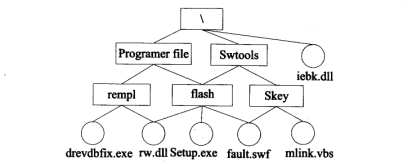 \
Programer file Swtools
iebk.dll
rempl flash Skey
drevdbfix.exe rw.dll Setup.exe fault.swf mlink.vbs